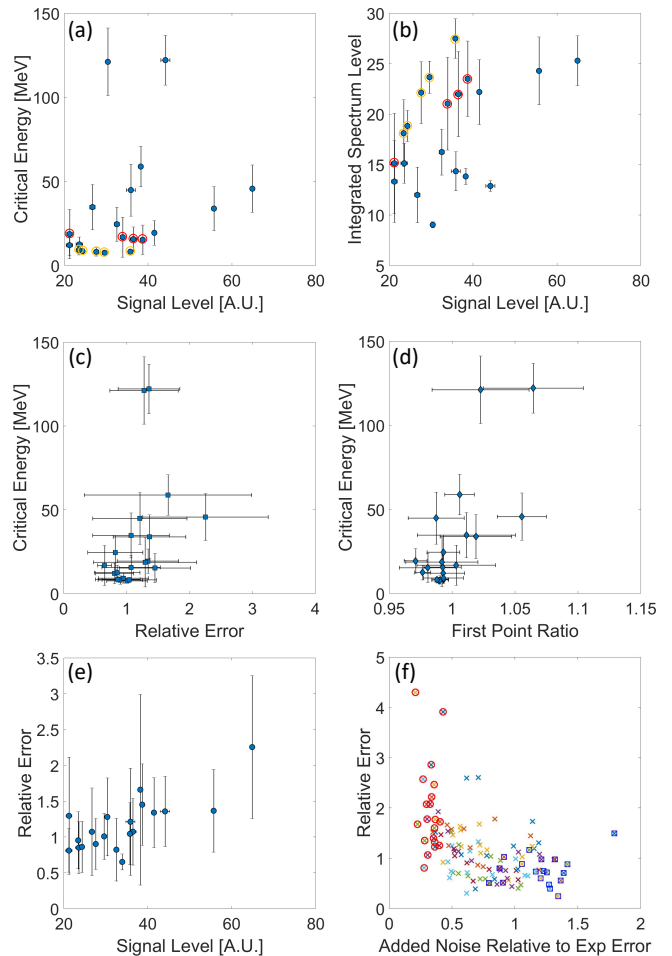 (a)
Critical Energy [MeV]
150
100
50
0
20 40 60 80
Signal Level [A.U.]
(b)
Integrated Spectrum Level
30
25
20
15
10
5
20 30 40 50 60 70
Signal Level [A.U.]
(c)
Critical Energy [MeV]
150
100
50
0
0 1 2 3 4
Relative Error
(d)
Critical Energy [MeV]
150
100
50
0
0.95 1 1.05 1.1 1.15
First Point Ratio
(e)
Relative Error
3.5
3
2.5
2
1.5
1
0.5
0
20 40 60 80
Signal Level [A.U.]
(f)
Relative Error
5
4
3
2
1
0
0 0.5 1 1.5 2
Added Noise Relative to Exp Error